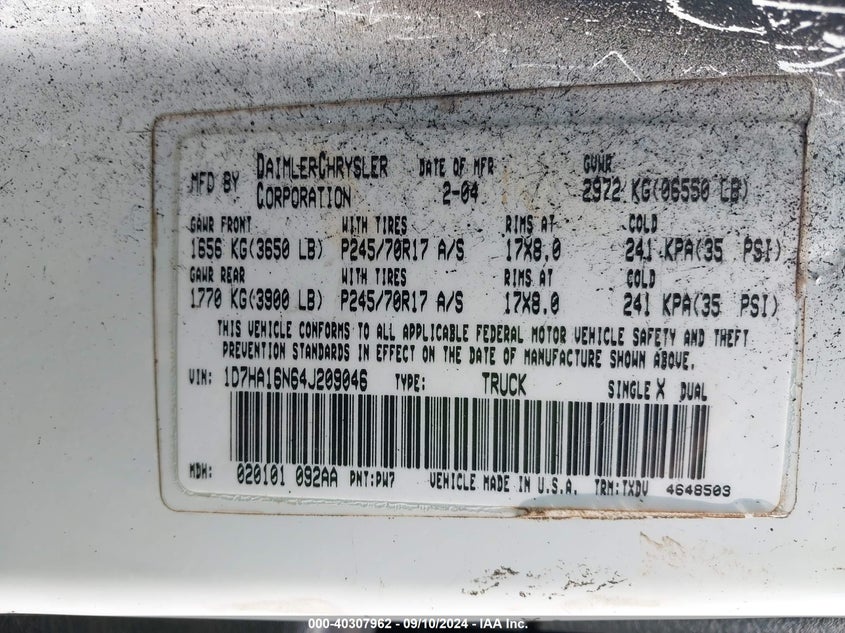 MFD BY DAIMLERCHRYSLER CORPORATION DATE OF MFR 2-04 GVWR 2972 KG(06550 LB)
GAWR FRONT WITH TIRES RIMS AT COLD
1656 KG(3650 LB) P245/70R17 A/S 17X8.0 241 KPA(35 PSI)
GAWR REAR WITH TIRES RIMS AT COLD
1770 KG(3900 LB) P245/70R17 A/S 17X8.0 241 KPA(35 PSI)
THIS VEHICLE CONFORMS TO ALL APPLICABLE FEDERAL MOTOR VEHICLE SAFETY AND THEFT
PREVENTION STANDARDS IN EFFECT ON THE DATE OF MANUFACTURE SHOWN ABOVE.
VIN: 1D7HA16N64J209046 TYPE: TRUCK SINGLE X DUAL
MDH: 020101 092AA PNT:PW7 VEHICLE MADE IN U.S.A. TRM:TXDV 4648503
000-40307962 - 09/10/2024 - IAA Inc.